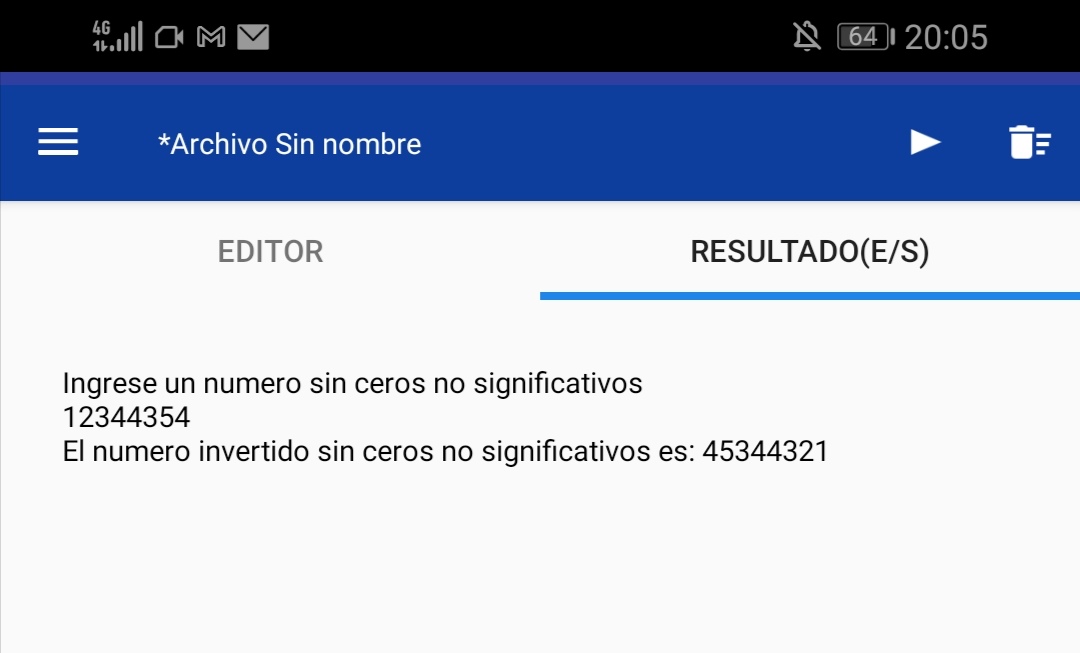 4G 64 20:05
*Archivo Sin nombre
EDITOR RESULTADO(E/S)
Ingrese un numero sin ceros no significativos
12344354
El numero invertido sin ceros no significativos es: 45344321